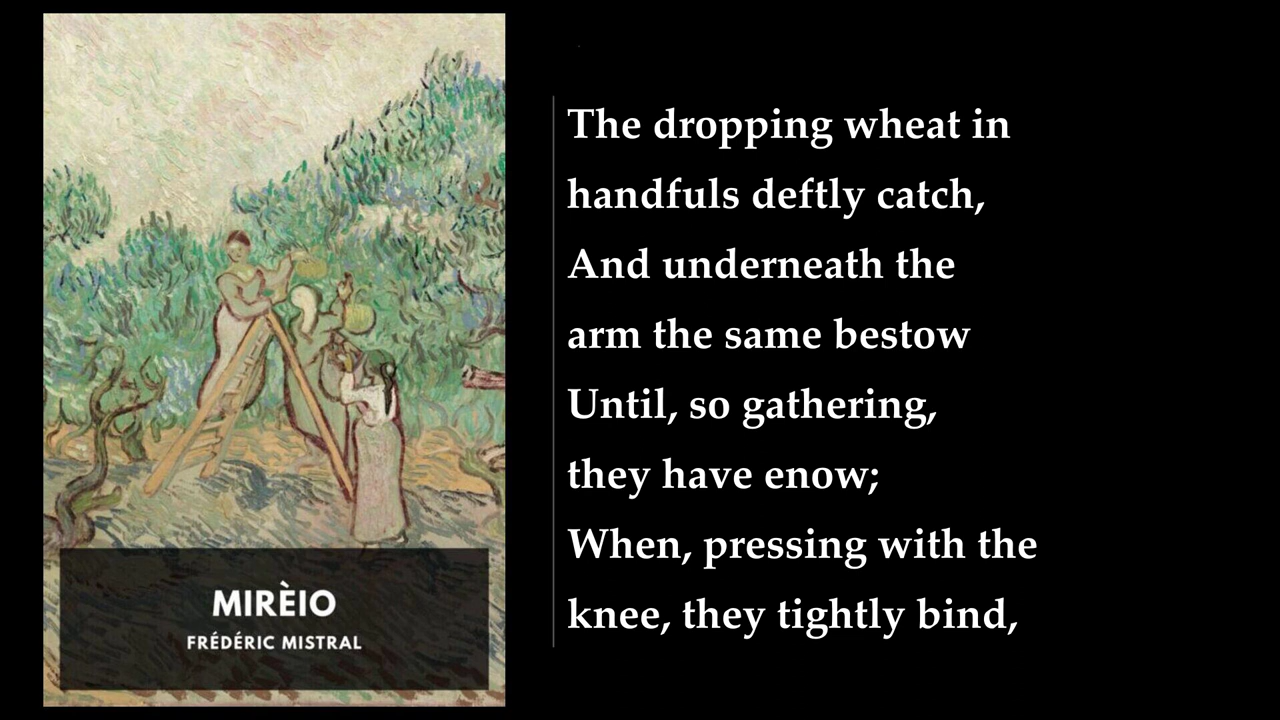 MIRÈIO
FRÉDÉRIC MISTRAL
The dropping wheat in
handfuls deftly catch,
And underneath the
arm the same bestow
Until, so gathering,
they have enow;
When, pressing with the
knee, they tightly bind,